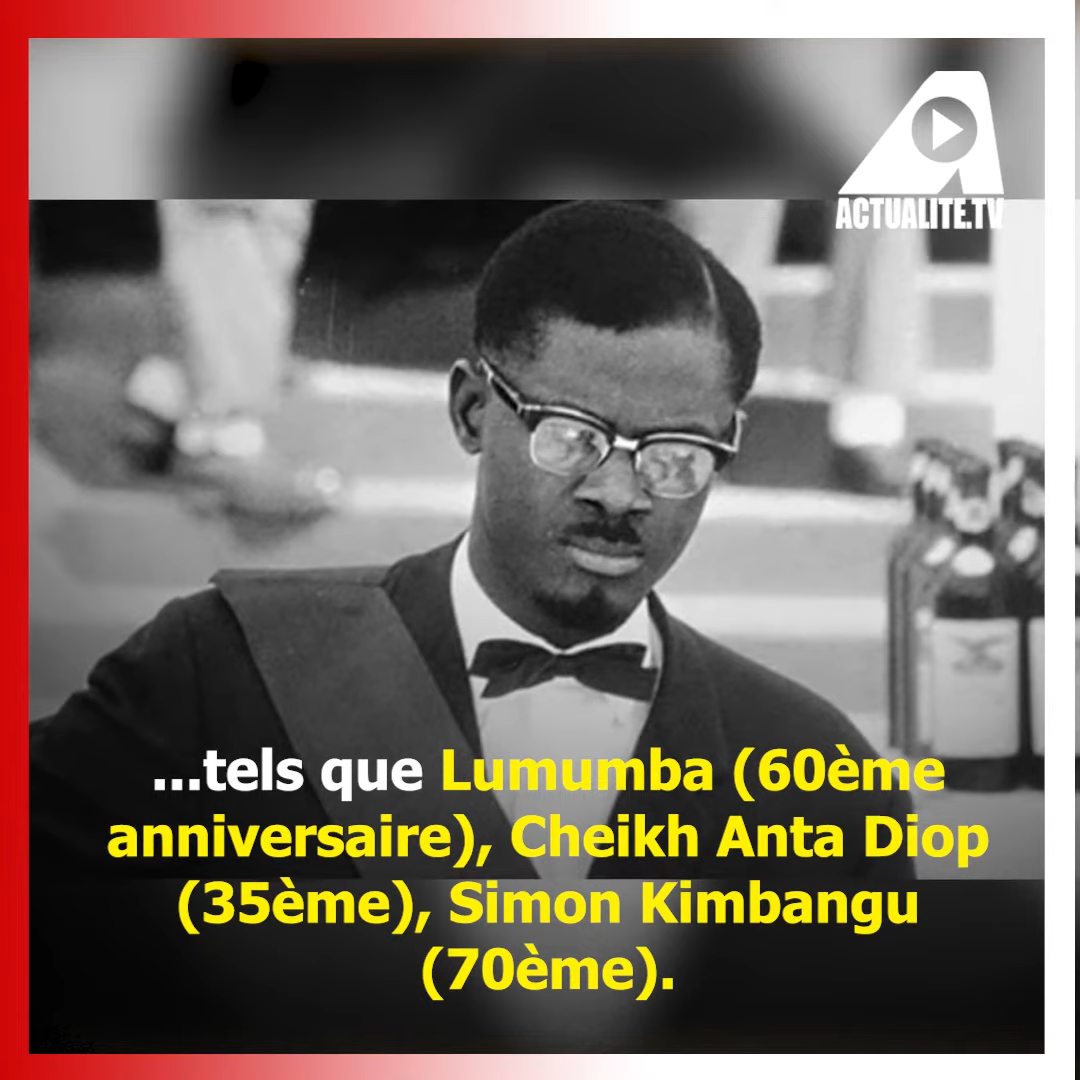 ACTUALITE.TV
...tels que Lumumba (60ème
anniversaire), Cheikh Anta Diop
(35ème), Simon Kimbangu
(70ème).